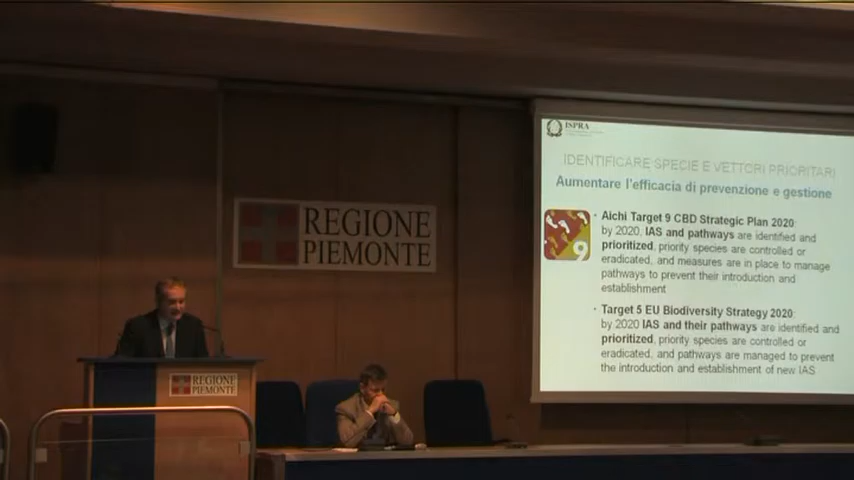 REGIONE
PIEMONTE
REGIONE
PIEMONTE
ISPRA
IDENTIFICARE SPECIE E VETTORI PRIORITARI
Aumentare l'efficacia di prevenzione e gestione
9
· Aichi Target 9 CBD Strategic Plan 2020:
by 2020, IAS and pathways are identified and
prioritized, priority species are controlled or
eradicated, and measures are in place to manage
pathways to prevent their introduction and
establishment
· Target 5 EU Biodiversity Strategy 2020:
by 2020 IAS and their pathways are identified and
prioritized, priority species are controlled or
eradicated, and pathways are managed to prevent
the introduction and establishment of new IAS